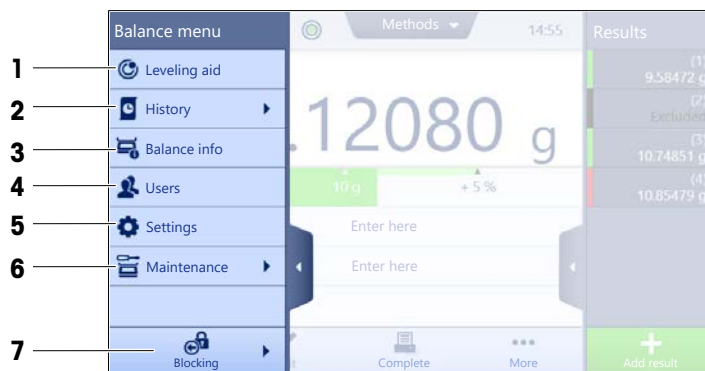 Balance menu
Methods
14:55
Results
1
Leveling aid
2
History
3
Balance info
4
Users
5
Settings
6
Maintenance
7
Blocking
.12080 g
10 g
+ 5 %
Enter here
Enter here
Complete
More
(1)
9.58472 g
(2)
Excluded
(3)
10.74851 g
(4)
10.85479 g
Add result